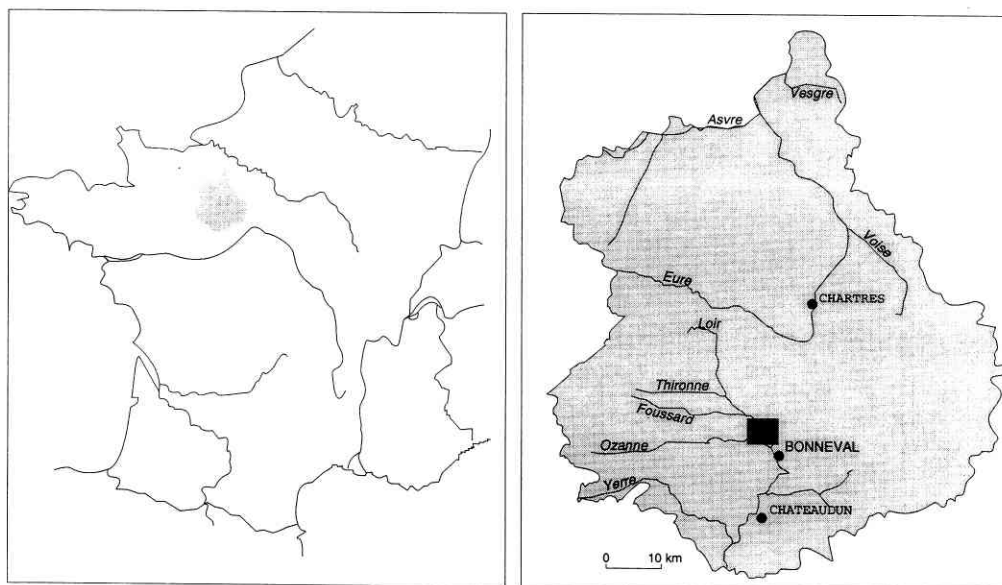 Vesgre
Asvre
Voise
Eure
CHARTRES
Loir
Thironne
Foussard
Ozanne
BONNEVAL
Yerre
CHATEAUDUN
0 10 km